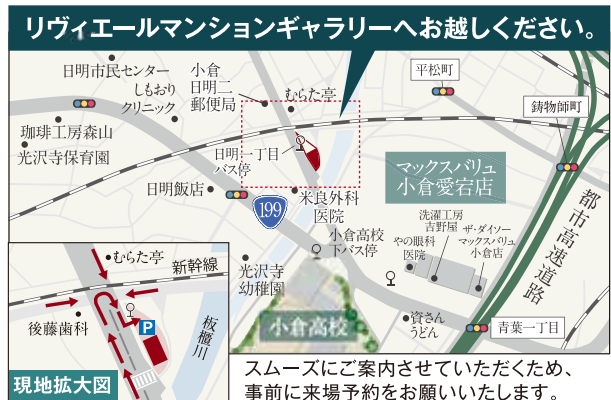 リヴィエールマンションギャラリーへお越しください。
日明市民センター
しもおり
クリニック
小倉
日明二
郵便局
むらた亭
平松町
鋳物師町
珈琲工房森山
光沢寺保育園
日明一丁目
バス停
マックスバリュ
小倉愛宕店
日明飯店
199
米良外科
医院
小倉高校
下バス停
洗濯工房
吉野屋
やの眼科
医院
ザ・ダイソー
マックスバリュ
小倉店
都市高速道路
光沢寺
幼稚園
小倉高校
資さん
うどん
青葉一丁目
むらた亭
新幹線
後藤歯科
P
板櫃川
現地拡大図
スムーズにご案内させていただくため、
事前に来場予約をお願いいたします。